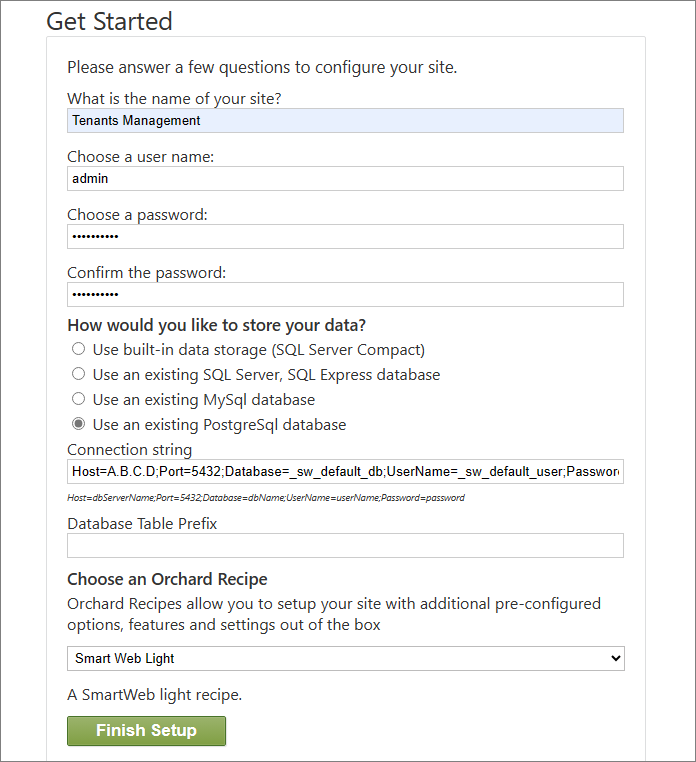 Get Started
Please answer a few questions to configure your site.
What is the name of your site?
Tenants Management
Choose a user name:
admin
Choose a password:
••••••••••
Confirm the password:
••••••••••
How would you like to store your data?
Use built-in data storage (SQL Server Compact)
Use an existing SQL Server, SQL Express database
Use an existing MySql database
Use an existing PostgreSql database
Connection string
Host=A.B.C.D;Port=5432;Database=_sw_default_db;UserName=_sw_default_user;Password
Host=dbServerName;Port=5432;Database=dbName;UserName=userName;Password=password
Database Table Prefix
Choose an Orchard Recipe
Orchard Recipes allow you to setup your site with additional pre-configured
options, features and settings out of the box
Smart Web Light
A SmartWeb light recipe.
Finish Setup